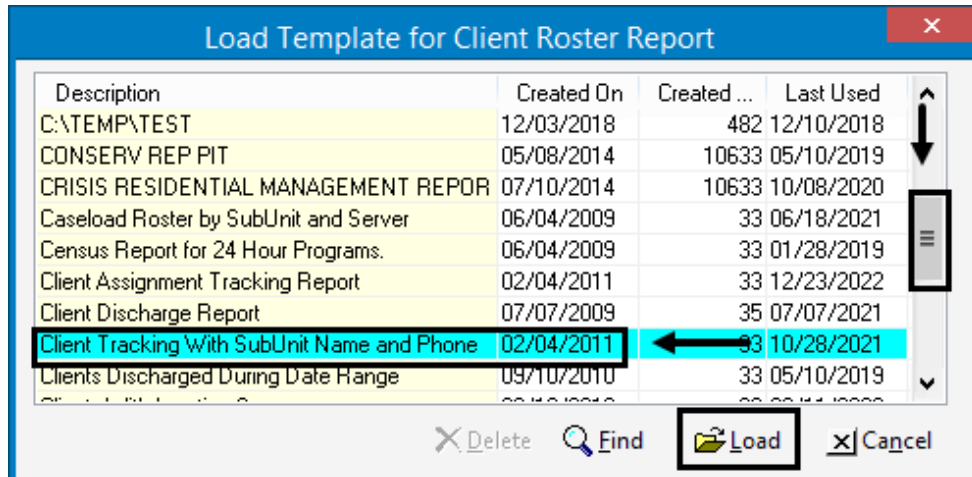 Load Template for Client Roster Report
Description Created On Created ... Last Used
C:\TEMP\TEST 12/03/2018 482 12/10/2018
CONSERV REP PIT 05/08/2014 10633 05/10/2019
CRISIS RESIDENTIAL MANAGEMENT REPOR 07/10/2014 10633 10/08/2020
Caseload Roster by SubUnit and Server 06/04/2009 33 06/18/2021
Census Report for 24 Hour Programs. 06/04/2009 33 01/28/2019
Client Assignment Tracking Report 02/04/2011 33 12/23/2022
Client Discharge Report 07/07/2009 35 07/07/2021
Client Tracking With SubUnit Name and Phone 02/04/2011 33 10/28/2021
Clients Discharged During Date Range 09/10/2010 33 05/10/2019
Delete Find Load Cancel